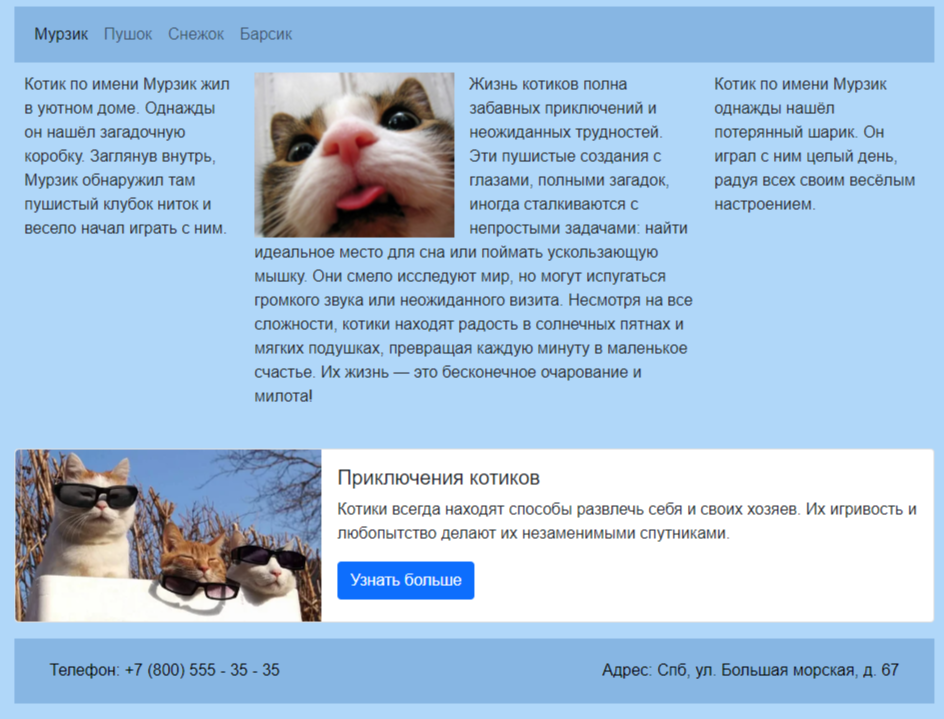 Мурзик Пушок Снежок Барсик
Котик по имени Мурзик жил
в уютном доме. Однажды
он нашёл загадочную
коробку. Заглянув внутрь,
Мурзик обнаружил там
пушистый клубок ниток и
весело начал играть с ним.
Жизнь котиков полна
забавных приключений и
неожиданных трудностей.
Эти пушистые создания с
глазами, полными загадок,
иногда сталкиваются с
непростыми задачами: найти
идеальное место для сна или поймать ускользающую
мышку. Они смело исследуют мир, но могут испугаться
громкого звука или неожиданного визита. Несмотря на все
сложности, котики находят радость в солнечных пятнах и
мягких подушках, превращая каждую минуту в маленькое
счастье. Их жизнь — это бесконечное очарование и
милота!
Котик по имени Мурзик
однажды нашёл
потерянный шарик. Он
играл с ним целый день,
радуя всех своим весёлым
настроением.
Приключения котиков
Котики всегда находят способы развлечь себя и своих хозяев. Их игривость и
любопытство делают их незаменимыми спутниками.
Узнать больше
Телефон: +7 (800) 555 - 35 - 35
Адрес: Спб, ул. Большая морская, д. 67